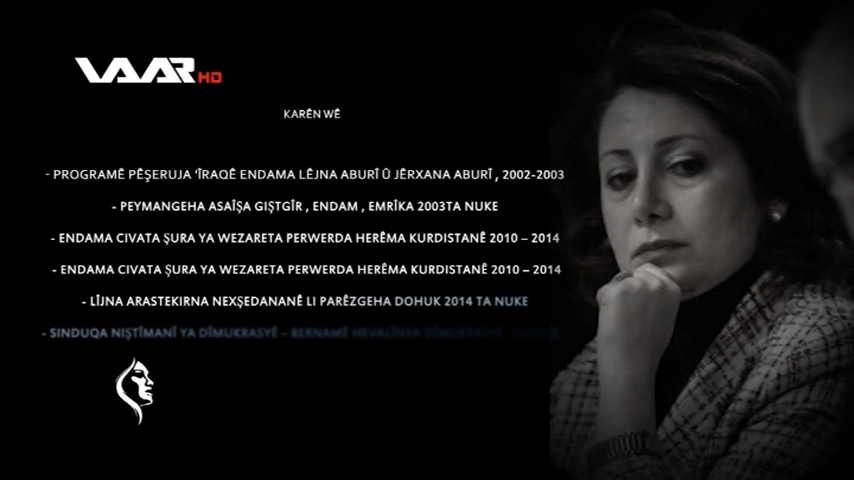 VAAR HD
KARÊN WÊ
- PROGRAMÊ PÊŞERUJA 'ÎRAQÊ ENDAMA LÊJNA ABURÎ Û JÊRXANA ABURÎ , 2002-2003
- PEYMANGEHA ASAÎŞA GIŞTGÎR , ENDAM , EMRÎKA 2003TA NUKE
- ENDAMA CIVATA ŞURA YA WEZARETA PERWERDA HERÊMA KURDISTANÊ 2010 – 2014
- ENDAMA CIVATA ŞURA YA WEZARETA PERWERDA HERÊMA KURDISTANÊ 2010 – 2014
- LÎJNA ARASTEKIRNA NEXŞEDANANÊ LI PARÊZGEHA DOHUK 2014 TA NUKE
- SINDUQA NIŞTÎMANÎ YA DÎMUKRASYÊ – BERNAMÊ HEVALÎNYA